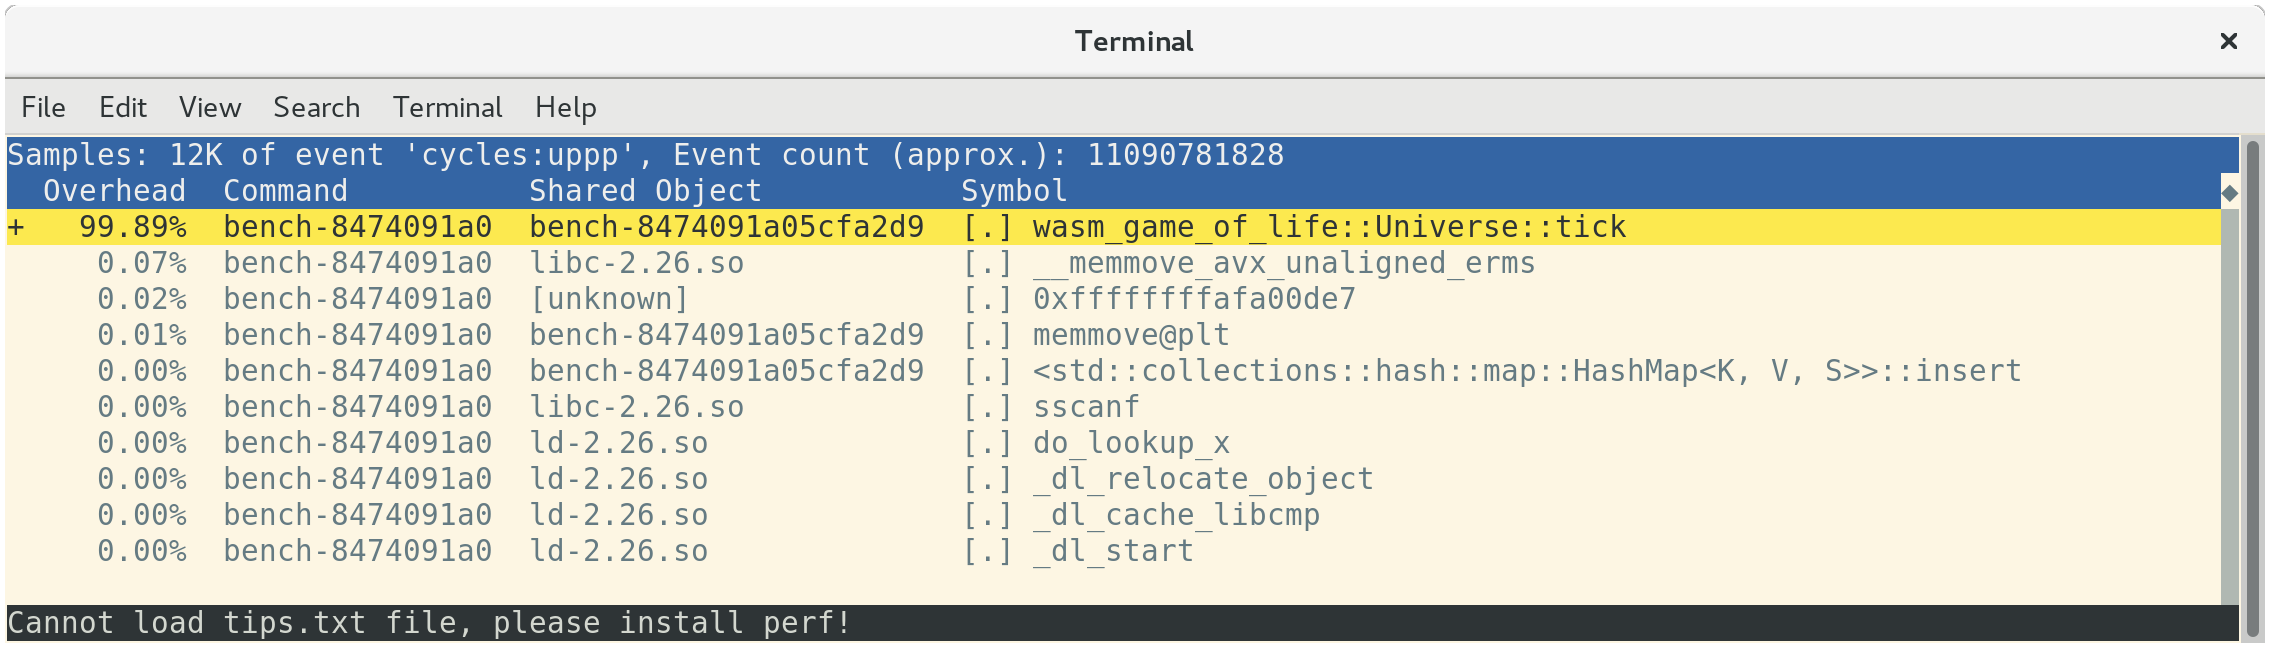 Terminal
File Edit View Search Terminal Help
Samples: 12K of event 'cycles:uppp', Event count (approx.): 11090781828
Overhead Command Shared Object Symbol
+ 99.89% bench-8474091a0 bench-8474091a05cfa2d9 [.] wasm_game_of_life::Universe::tick
0.07% bench-8474091a0 libc-2.26.so [.] __memmove_avx_unaligned_erms
0.02% bench-8474091a0 [unknown] [.] 0xffffffffafa00de7
0.01% bench-8474091a0 bench-8474091a05cfa2d9 [.] memmove@plt
0.00% bench-8474091a0 bench-8474091a05cfa2d9 [.] <std::collections::hash::map::HashMap<K, V, S>>::insert
0.00% bench-8474091a0 libc-2.26.so [.] sscanf
0.00% bench-8474091a0 ld-2.26.so [.] do_lookup_x
0.00% bench-8474091a0 ld-2.26.so [.] _dl_relocate_object
0.00% bench-8474091a0 ld-2.26.so [.] _dl_cache_libcmp
0.00% bench-8474091a0 ld-2.26.so [.] _dl_start
Cannot load tips.txt file, please install perf!